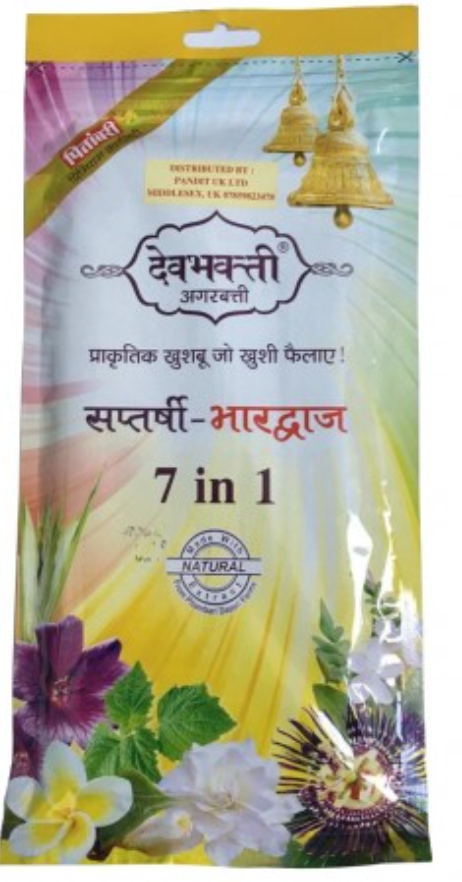 पितांबरी
DISTRIBUTED BY :
PANDIT UK LTD
MIDDLESEX, UK 07859823450
देवभक्ती®
अगरबत्ती
प्राकृतिक खुशबू जो खुशी फैलाए !
सप्तर्षी-भारद्वाज
7 in 1
Made With
NATURAL
Extract